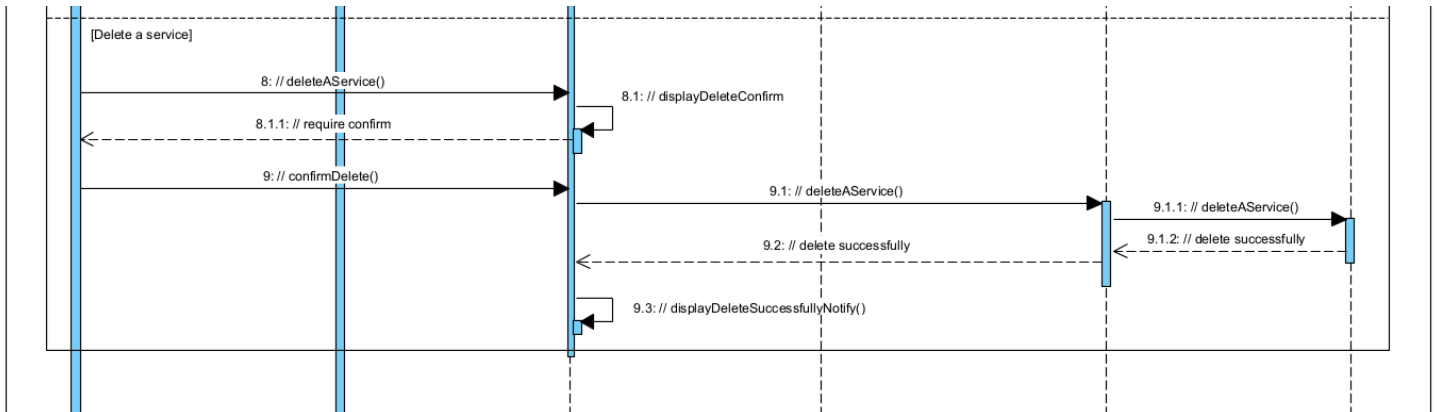 [Delete a service]
8: // deleteAService()
8.1: // displayDeleteConfirm
8.1.1: // require confirm
9: // confirmDelete()
9.1: // deleteAService()
9.1.1: // deleteAService()
9.1.2: // delete successfully
9.2: // delete successfully
9.3: // displayDeleteSuccessfullyNotify()